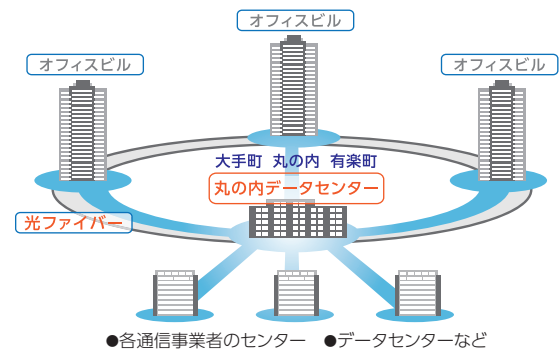 オフィスビル
オフィスビル
オフィスビル
大手町 丸の内 有楽町
丸の内データセンター
光ファイバー
●各通信事業者のセンター ●データセンターなど